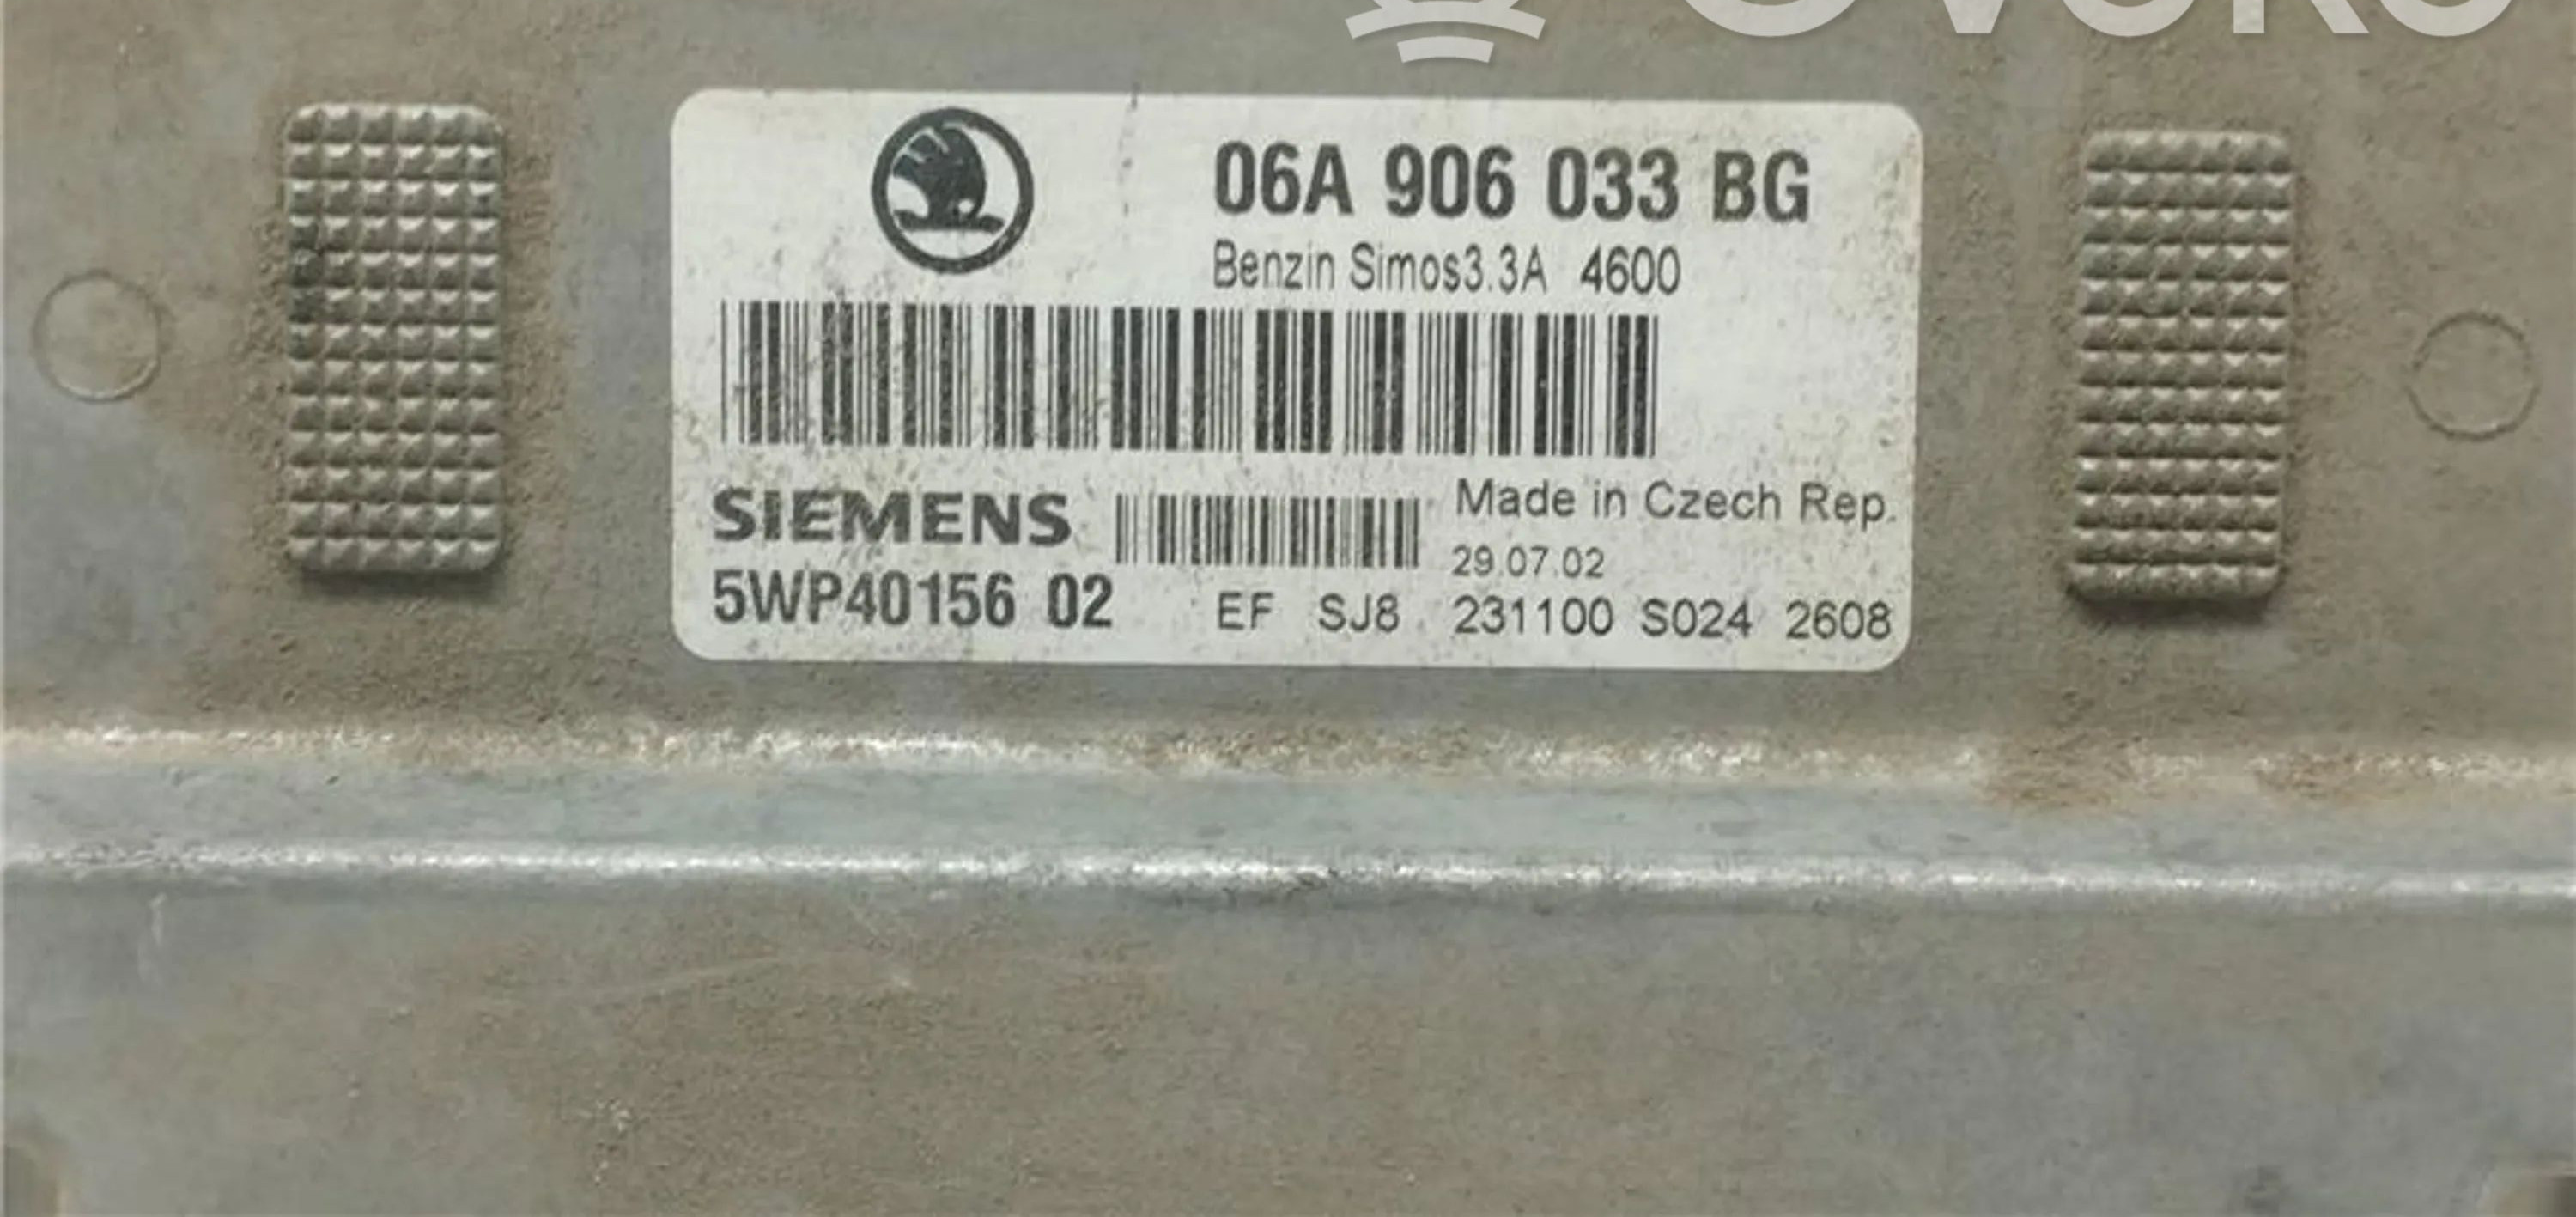 06A 906 033 BG
Benzin Simos3.3A 4600
SIEMENS
Made in Czech Rep.
29.07.02
5WP40156 02
EF SJ8 231100 S024 2608